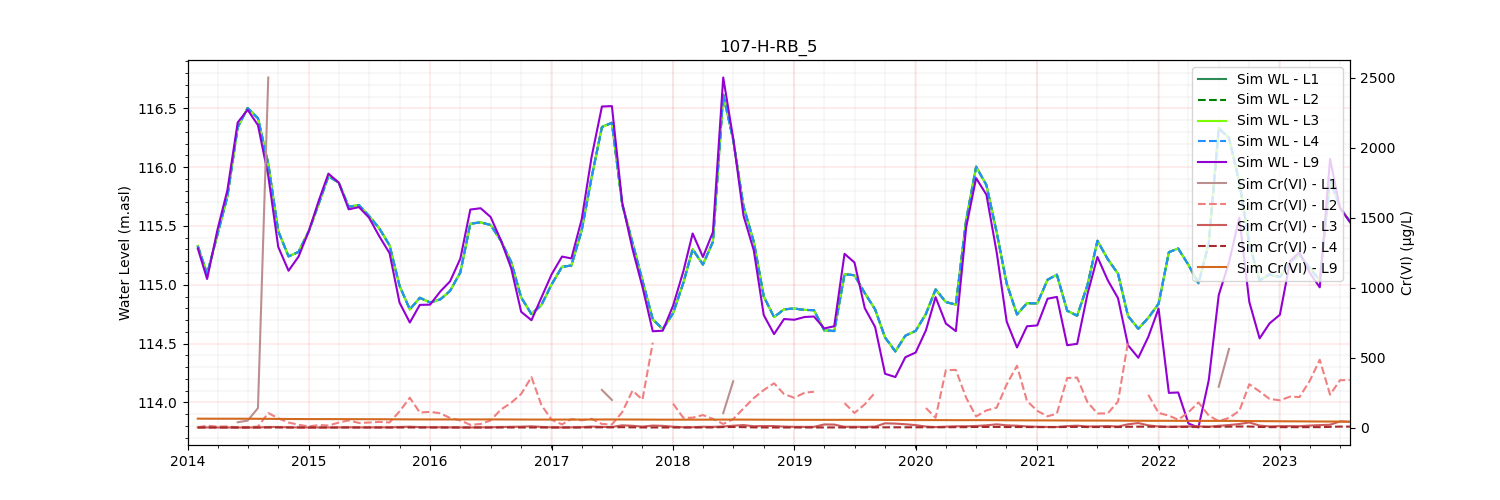 107-H-RB_5
Water Level (m.asl)
116.5
116.0
115.5
115.0
114.5
114.0
2014
2015
2016
2017
2018
2019
2020
2021
2022
2023
2500
2000
1500
1000
500
0
Cr(VI) (µg/L)
Sim WL - L1
Sim WL - L2
Sim WL - L3
Sim WL - L4
Sim WL - L9
Sim Cr(VI) - L1
Sim Cr(VI) - L2
Sim Cr(VI) - L3
Sim Cr(VI) - L4
Sim Cr(VI) - L9